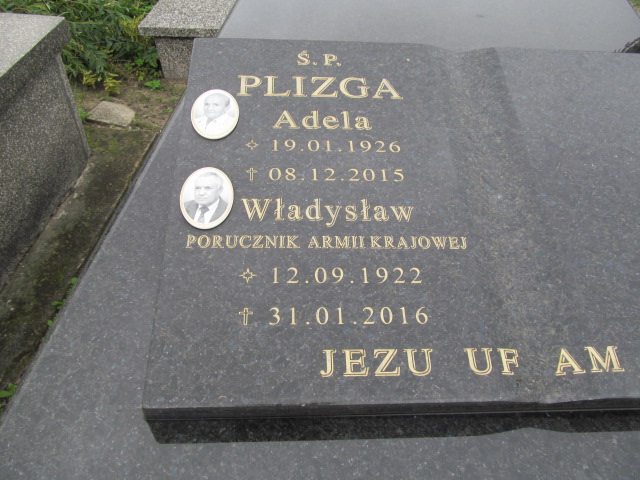 Ś. P.
PLIZGA
Adela
19.01.1926
08.12.2015
Władysław
PORUCZNIK ARMII KRAJOWEJ
12.09.1922
31.01.2016
JEZU UF AM